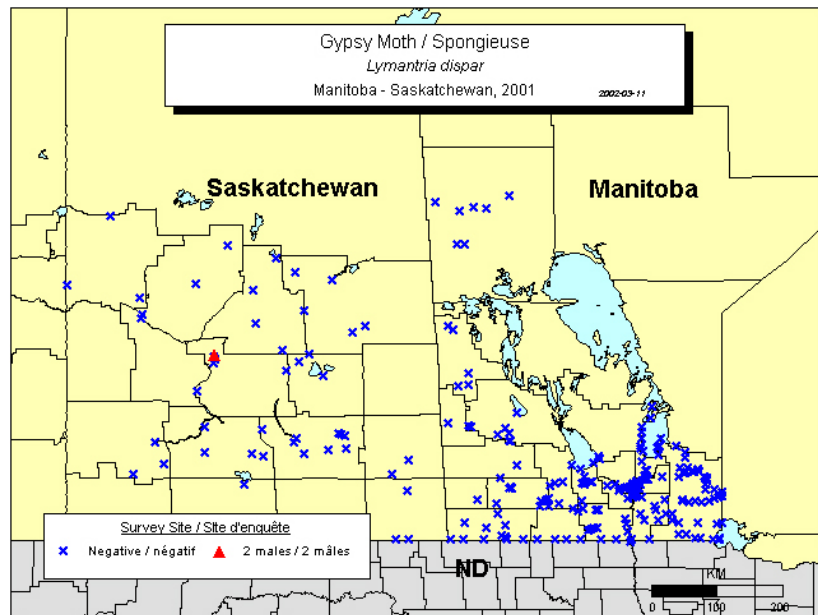 Gypsy Moth / Spongieuse
Lymantria dispar
Manitoba - Saskatchewan, 2001
2002-03-11
Saskatchewan
Manitoba
Survey Site / Site d'enquête
Negative / négatif
2 males / 2 mâles
ND
KM
0 100 200